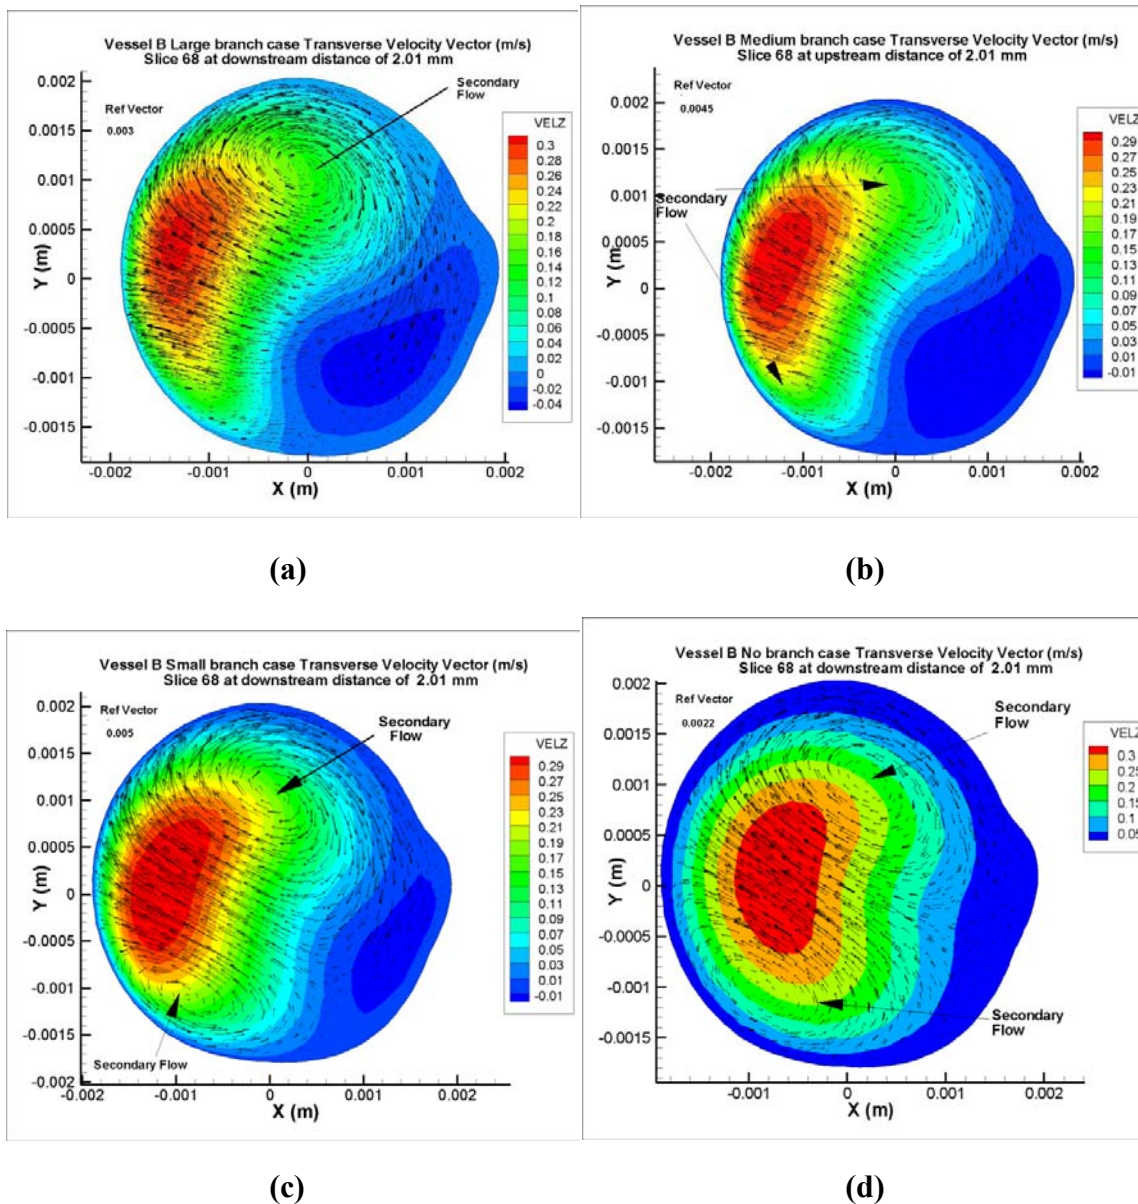 Vessel B Large branch case Transverse Velocity Vector (m/s)
Slice 68 at downstream distance of 2.01 mm
Ref Vector
0.003
Secondary
Flow
VELZ
0.3
0.28
0.26
0.24
0.22
0.2
0.18
0.16
0.14
0.12
0.1
0.08
0.06
0.04
0.02
0
-0.02
-0.04
0.002
0.0015
0.001
0.0005
0
-0.0005
-0.001
-0.0015
Y (m)
-0.002
-0.001
0
0.001
0.002
X (m)
(a)
Vessel B Medium branch case Transverse Velocity Vector (m/s)
Slice 68 at upstream distance of 2.01 mm
Ref Vector
0.0045
Secondary
Flow
VELZ
0.29
0.27
0.25
0.23
0.21
0.19
0.17
0.15
0.13
0.11
0.09
0.07
0.05
0.03
0.01
-0.01
0.002
0.0015
0.001
0.0005
0
-0.0005
-0.001
-0.0015
Y (m)
-0.002
-0.001
0
0.001
0.002
X (m)
(b)
Vessel B Small branch case Transverse Velocity Vector (m/s)
Slice 68 at downstream distance of 2.01 mm
Ref Vector
0.005
Secondary
Flow
Secondary Flow
VELZ
0.29
0.27
0.25
0.23
0.21
0.19
0.17
0.15
0.13
0.11
0.09
0.07
0.05
0.03
0.01
-0.01
0.002
0.0015
0.001
0.0005
0
-0.0005
-0.001
-0.0015
-0.002
Y (m)
-0.002
-0.001
0
0.001
0.002
X (m)
(c)
Vessel B No branch case Transverse Velocity Vector (m/s)
Slice 68 at downstream distance of 2.01 mm
Ref Vector
0.0022
Secondary
Flow
Secondary
Flow
VELZ
0.3
0.25
0.2
0.15
0.1
0.05
0.002
0.0015
0.001
0.0005
0
-0.0005
-0.001
-0.0015
Y (m)
-0.001
0
0.001
0.002
X (m)
(d)